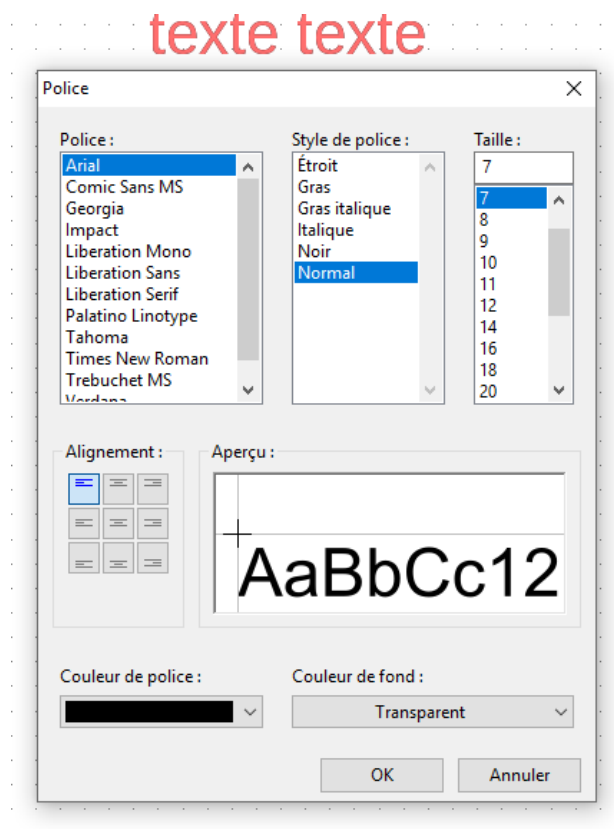 texte texte
Police
Police :
Arial
Comic Sans MS
Georgia
Impact
Liberation Mono
Liberation Sans
Liberation Serif
Palatino Linotype
Tahoma
Times New Roman
Trebuchet MS
Verdana
Style de police :
Étroit
Gras
Gras italique
Italique
Noir
Normal
Taille :
7
7
8
9
10
11
12
14
16
18
20
Alignement :
Aperçu :
AaBbCc12
Couleur de police :
Couleur de fond :
Transparent
OK
Annuler